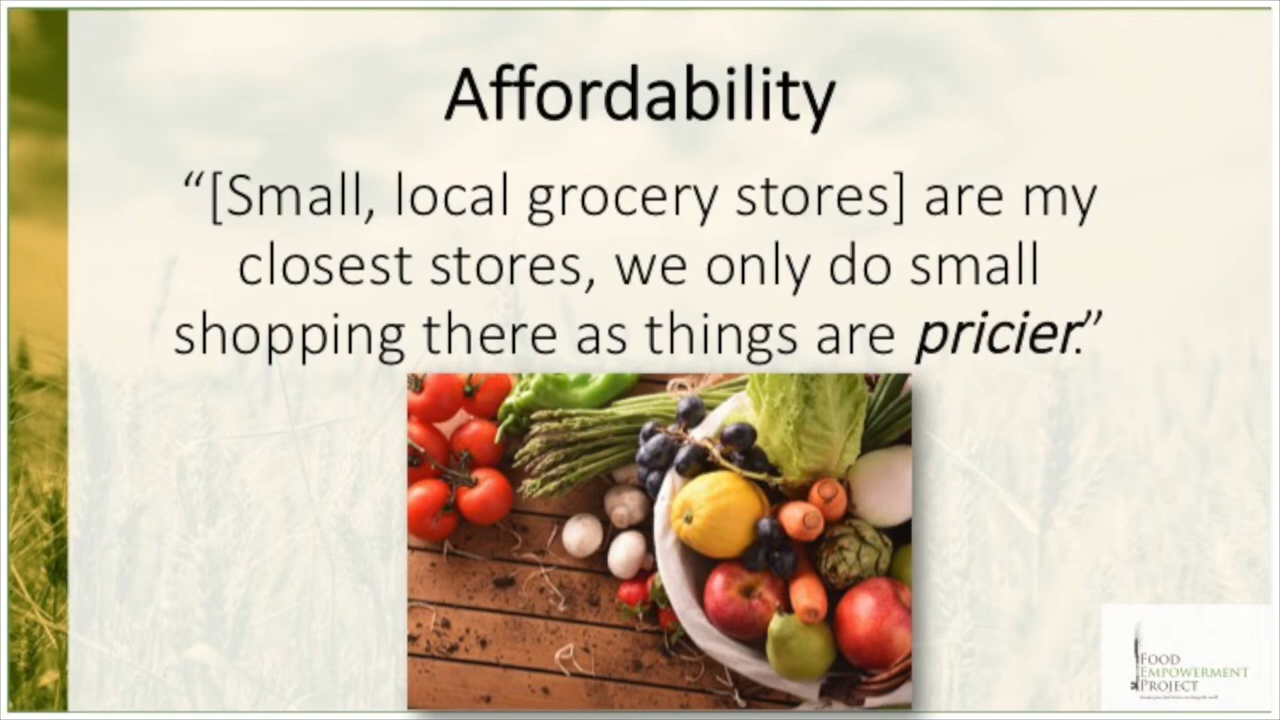 Affordability
“[Small, local grocery stores] are my
closest stores, we only do small
shopping there as things are pricier.”
FOOD
EMPOWERMENT
PROJECT